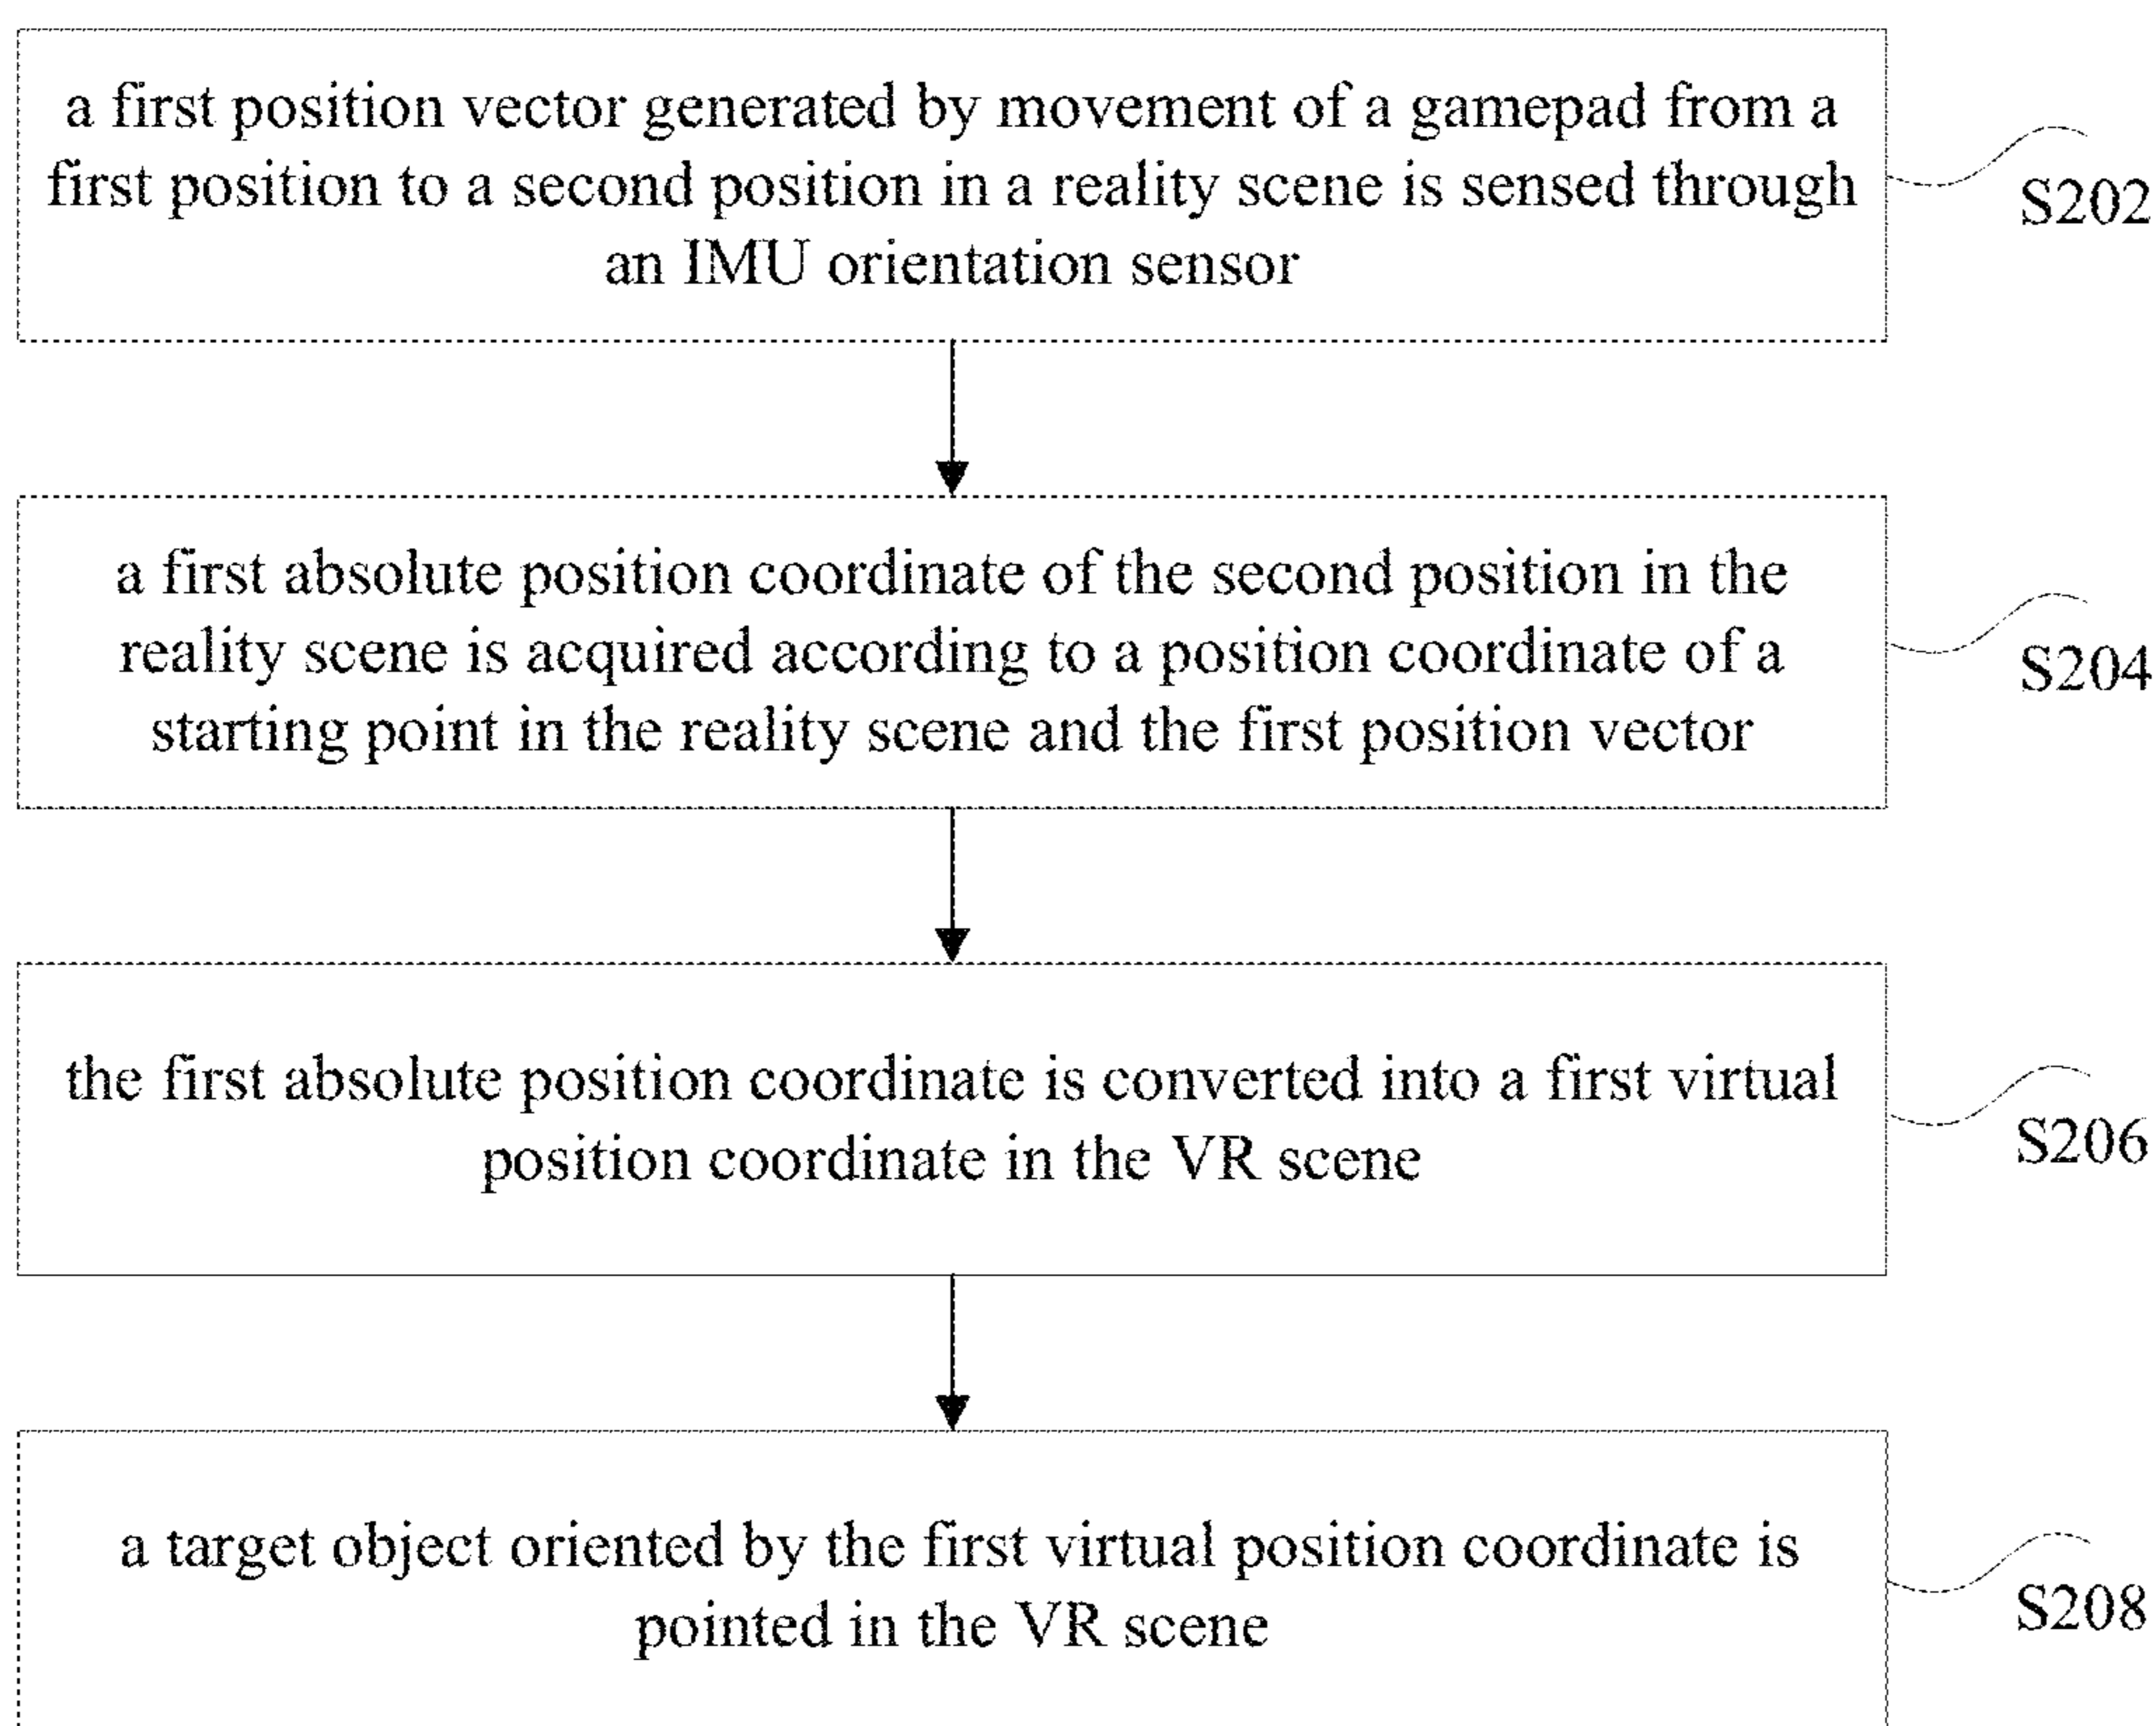 a first position vector generated by movement of a gamepad from a
first position to a second position in a reality scene is sensed through
an IMU orientation sensor
S202
a first absolute position coordinate of the second position in the
reality scene is acquired according to a position coordinate of a
starting point in the reality scene and the first position vector
S204
the first absolute position coordinate is converted into a first virtual
position coordinate in the VR scene
S206
a target object oriented by the first virtual position coordinate is
pointed in the VR scene
S208